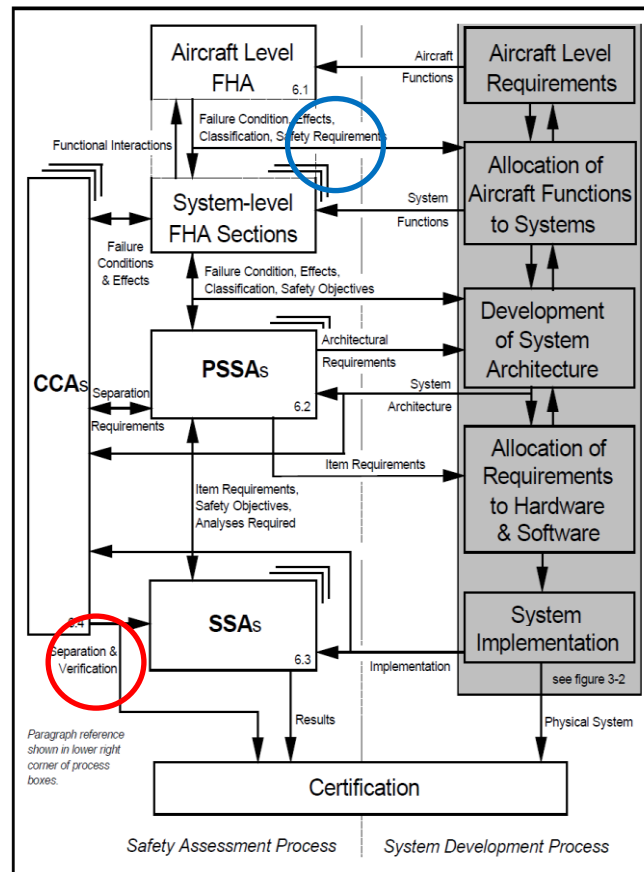 Aircraft Level
FHA
6.1
Aircraft
Functions
Aircraft Level
Requirements
Functional Interactions
Failure Condition, Effects,
Classification, Safety Requirements
System-level
FHA Sections
System
Functions
Allocation of
Aircraft Functions
to Systems
Failure
Conditions
& Effects
Failure Condition, Effects,
Classification, Safety Objectives
CCAs
Separation
Requirements
PSSAs
6.2
Architectural
Requirements
System
Architecture
Development
of System
Architecture
Item Requirements
Allocation of
Requirements
to Hardware
& Software
Item Requirements,
Safety Objectives,
Analyses Required
6.4
Separation &
Verification
SSAs
6.3
Implementation
System
Implementation
see figure 3-2
Results
Physical System
Paragraph reference
shown in lower right
corner of process
boxes.
Certification
Safety Assessment Process
System Development Process